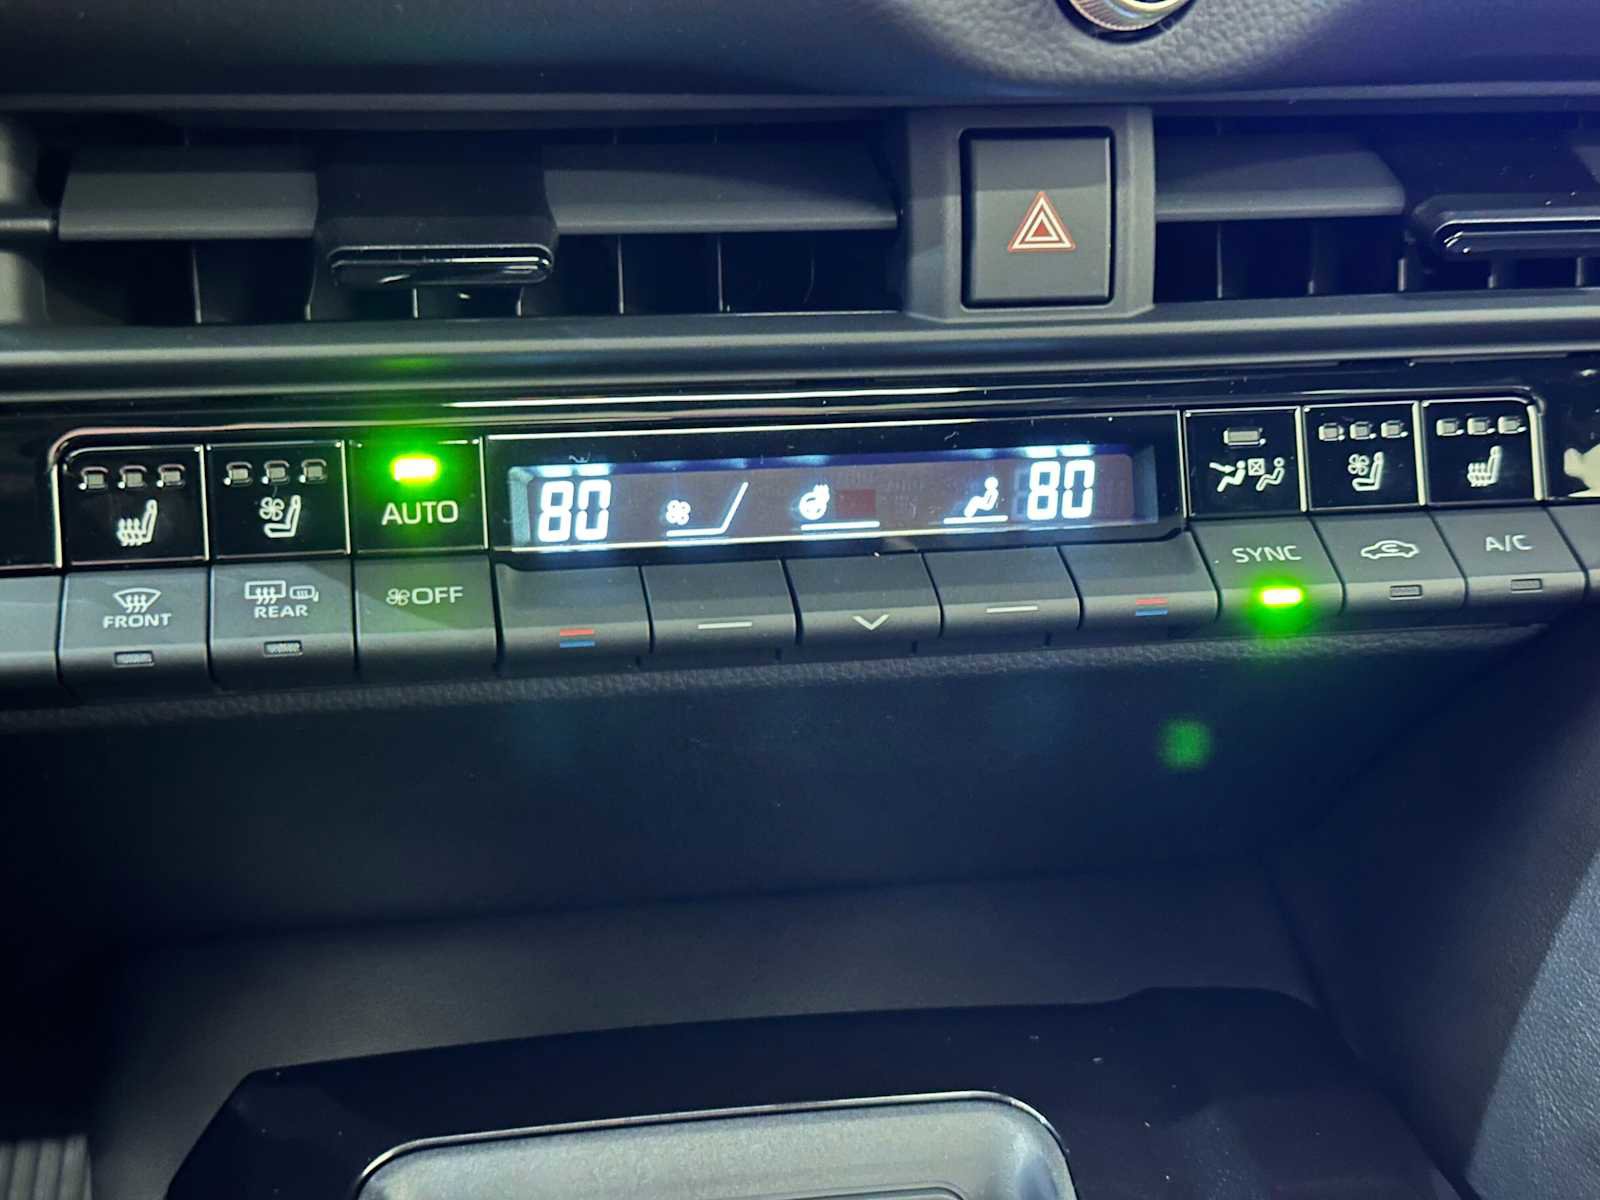 AUTO
80 80
FRONT
REAR
OFF
SYNC
A/C